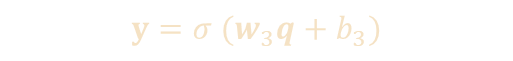 𝐲 = σ (𝒘₃𝒒 + b₃)